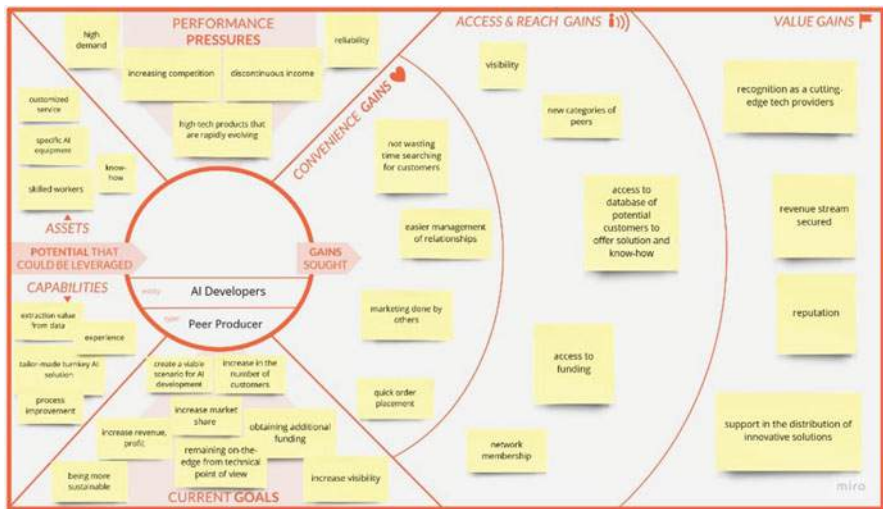 PERFORMANCE
PRESSURES
high
demand
reliability
increasing competition
discontinuous income
high-tech products that
are rapidly evolving
customized
service
specific AI
equipment
know-
how
skilled workers
ASSETS
POTENTIAL THAT
COULD BE LEVERAGED
CAPABILITIES
extraction value
from data
experience
tailor-made turnkey AI
solution
process
improvement
entity
AI Developers
type
Peer Producer
GAINS
SOUGHT
create a viable
scenario for AI
development
increase in the
number of
customers
increase market
share
increase revenue,
profit
obtaining additional
funding
remaining on-the-
edge from technical
point of view
being more
sustainable
increase visibility
CURRENT GOALS
CONVENIENCE GAINS
not wasting
time searching
for customers
easier management
of relationships
marketing done by
others
quick order
placement
ACCESS & REACH GAINS
visibility
new categories of
peers
access to
database of
potential
customers to
offer solution and
know-how
access to
funding
network
membership
VALUE GAINS
recognition as a cutting-
edge tech providers
revenue stream
secured
reputation
support in the distribution of
innovative solutions
miro